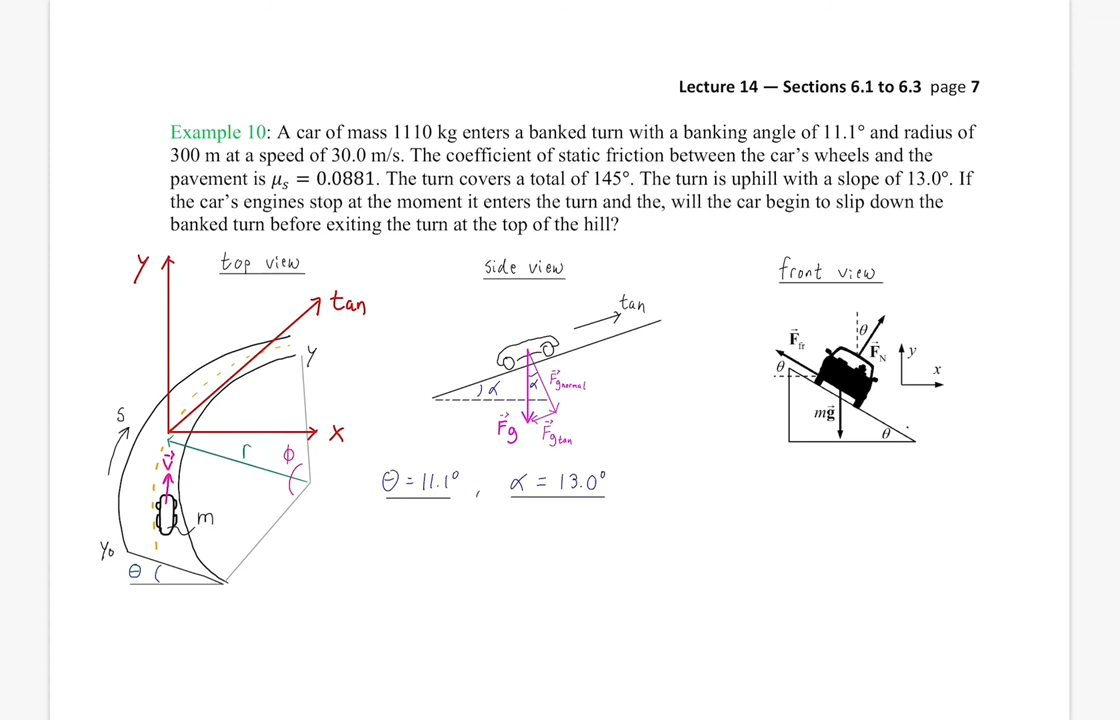 Lecture 14 — Sections 6.1 to 6.3 page 7
Example 10: A car of mass 1110 kg enters a banked turn with a banking angle of 11.1° and radius of
300 m at a speed of 30.0 m/s. The coefficient of static friction between the car's wheels and the
pavement is μs = 0.0881. The turn covers a total of 145°. The turn is uphill with a slope of 13.0°. If
the car's engines stop at the moment it enters the turn and the, will the car begin to slip down the
banked turn before exiting the turn at the top of the hill?
top view
Y
tan
y
S
X
r
ϕ
v⃗
m
y₀
θ
side view
tan
α
α
F⃗gnormal
F⃗g
F⃗gtan
θ = 11.1° , α = 13.0°
front view
θ
F⃗fr
F⃗N
y
x
θ
mg⃗
θ